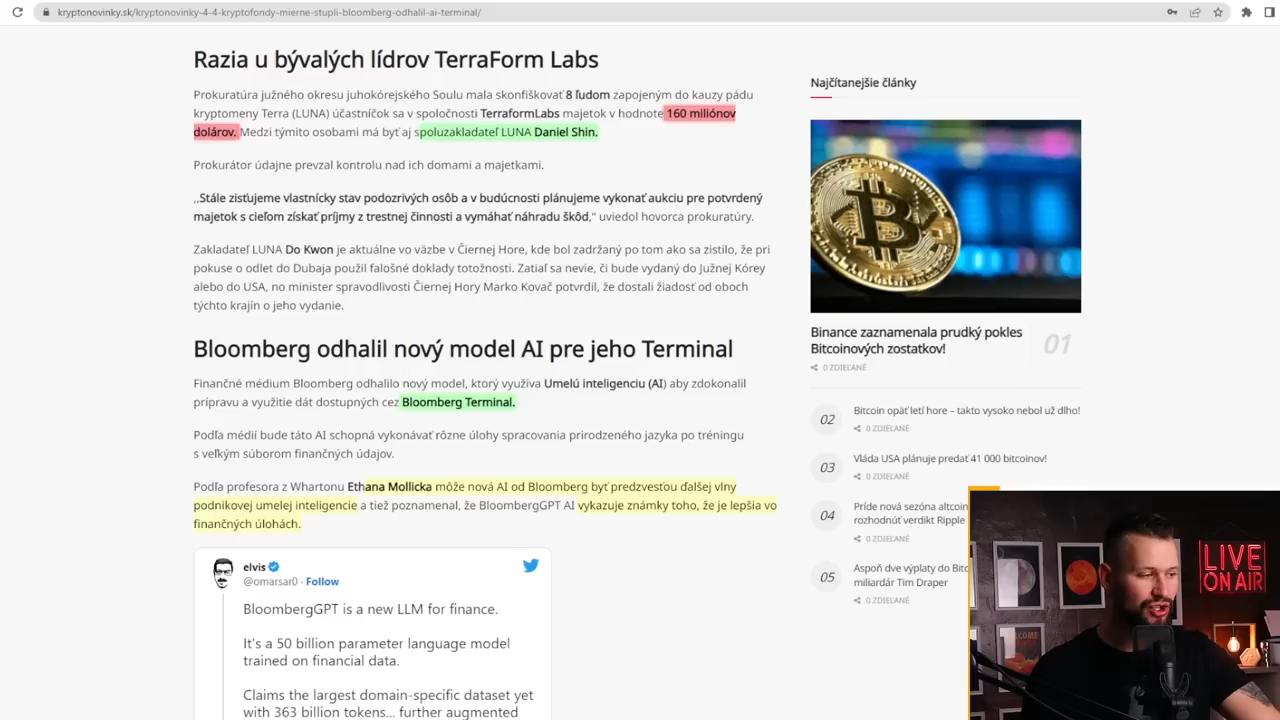 kryptonovinky.sk/kryptonovinky-4-4-kryptofondy-mierne-stupli-bloomberg-odhalil-ai-terminal/
Razia u bývalých lídrov TerraForm Labs
Prokuratúra južného okresu juhokórejského Soulu mala skonfiškovať 8 ľudom zapojeným do kauzy pádu
kryptomeny Terra (LUNA) účastníčok sa v spoločnosti TerraformLabs majetok v hodnote 160 miliónov
dolárov. Medzi týmito osobami má byť aj spoluzakladateľ LUNA Daniel Shin.
Prokurátor údajne prevzal kontrolu nad ich domami a majetkami.
,,Stále zisťujeme vlastnícky stav podozrivých osôb a v budúcnosti plánujeme vykonať aukciu pre potvrdený
majetok s cieľom získať príjmy z trestnej činnosti a vymáhať náhradu škôd,“ uviedol hovorca prokuratúry.
Zakladateľ LUNA Do Kwon je aktuálne vo väzbe v Čiernej Hore, kde bol zadržaný po tom ako sa zistilo, že pri
pokuse o odlet do Dubaja použil falošné doklady totožnosti. Zatiaľ sa nevie, či bude vydaný do Južnej Kórey
alebo do USA, no minister spravodlivosti Čiernej Hory Marko Kovač potvrdil, že dostali žiadosť od oboch
týchto krajín o jeho vydanie.
Bloomberg odhalil nový model AI pre jeho Terminal
Finančné médium Bloomberg odhalilo nový model, ktorý využíva Umelú inteligenciu (AI) aby zdokonalil
prípravu a využitie dát dostupných cez Bloomberg Terminal.
Podľa médií bude táto AI schopná vykonávať rôzne úlohy spracovania prirodzeného jazyka po tréningu
s veľkým súborom finančných údajov.
Podľa profesora z Whartonu Ethana Mollicka môže nová AI od Bloomberg byť predzvesťou ďalšej vlny
podnikovej umelej inteligencie a tiež poznamenal, že BloombergGPT AI vykazuje známky toho, že je lepšia vo
finančných úlohách.
elvis
@omarsar0 · Follow
BloombergGPT is a new LLM for finance.
It's a 50 billion parameter language model
trained on financial data.
Claims the largest domain-specific dataset yet
with 363 billion tokens... further augmented
Najčítanejšie články
Binance zaznamenala prudký pokles
Bitcoinových zostatkov!
01
0 ZDIEĽANÉ
02
Bitcoin opäť letí hore – takto vysoko nebol už dlho!
0 ZDIEĽANÉ
03
Vláda USA plánuje predať 41 000 bitcoinov!
0 ZDIEĽANÉ
04
Príde nová sezóna altcoin
rozhodnúť verdikt Ripple
0 ZDIEĽANÉ
05
Aspoň dve výplaty do Bitc
miliardár Tim Draper
0 ZDIEĽANÉ
LIVE
ON AIR